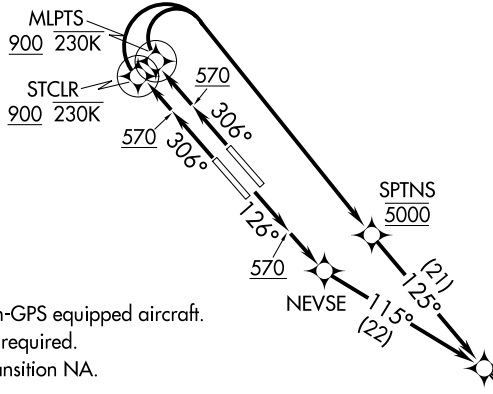 MLPTS
900 230K
STCLR
900 230K
570
306°
570
306°
126°
570
SPTNS
5000
NEVSE
(21)
125°
115°
(22)
n-GPS equipped aircraft.
required.
nsition NA.